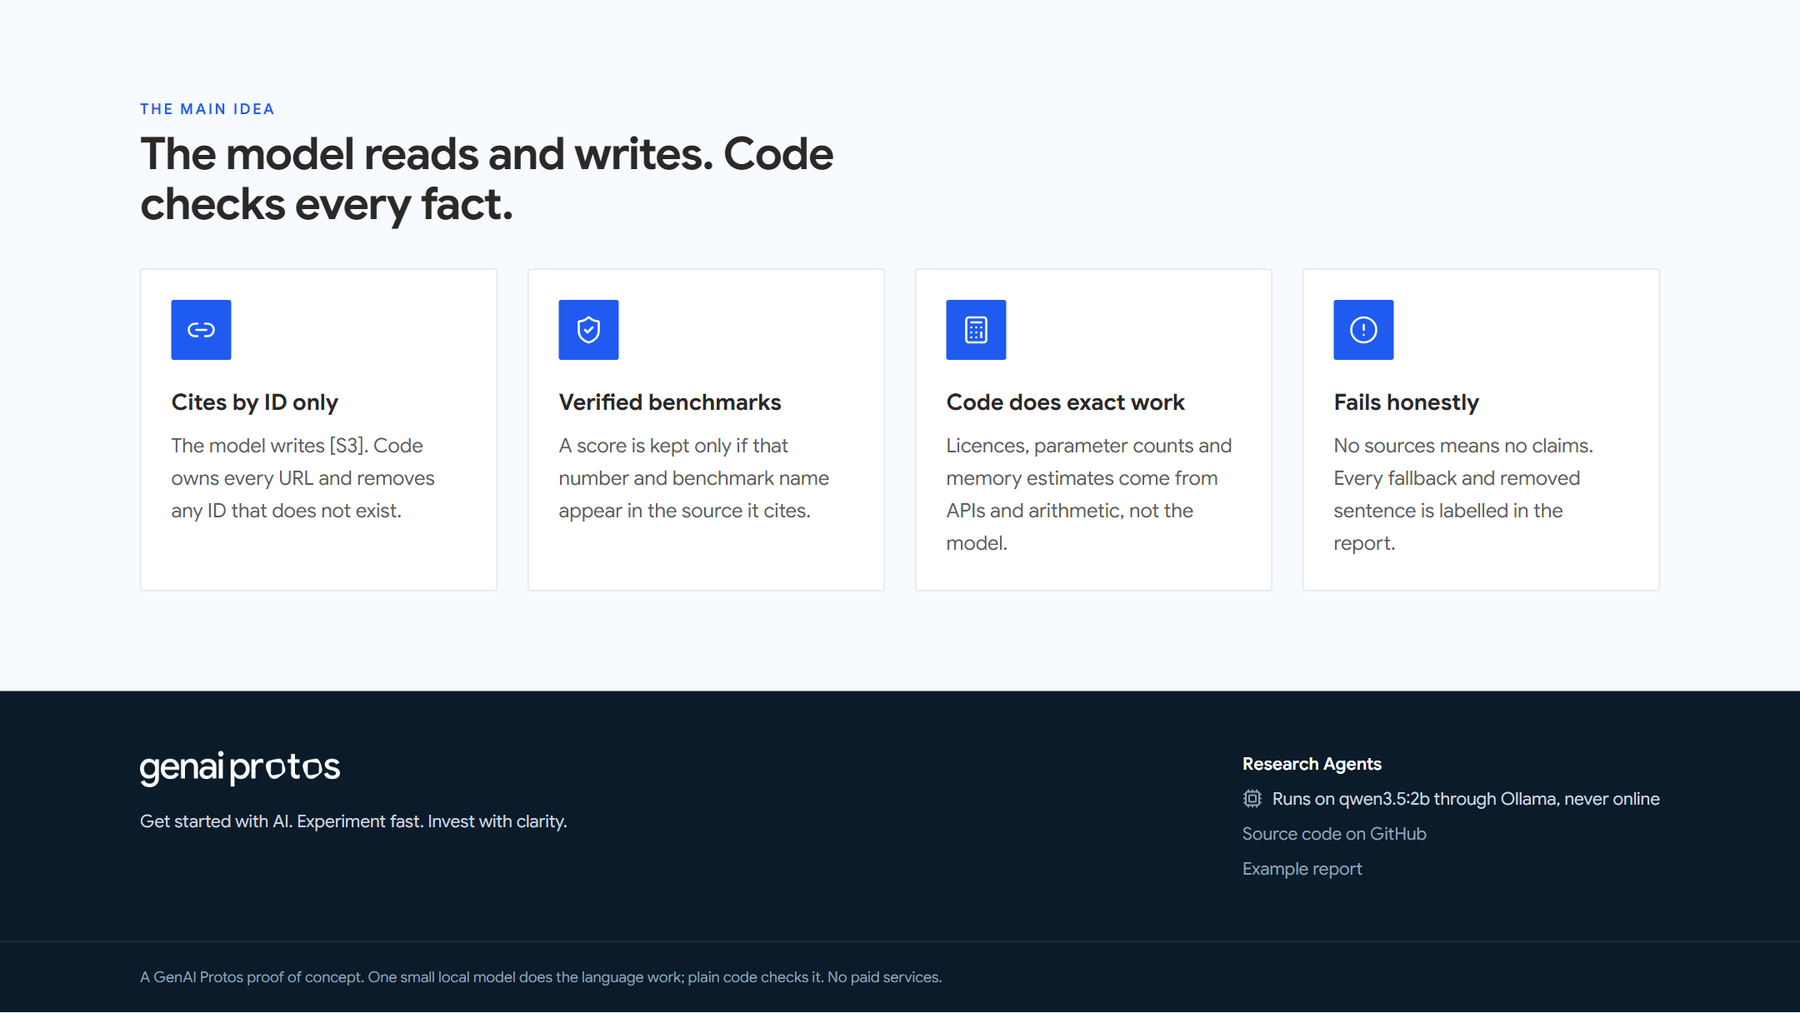 THE MAIN IDEA
The model reads and writes. Code
checks every fact.
Cites by ID only
The model writes [S3]. Code
owns every URL and removes
any ID that does not exist.
Verified benchmarks
A score is kept only if that
number and benchmark name
appear in the source it cites.
Code does exact work
Licences, parameter counts and
memory estimates come from
APIs and arithmetic, not the
model.
Fails honestly
No sources means no claims.
Every fallback and removed
sentence is labelled in the
report.
genai protos
Get started with AI. Experiment fast. Invest with clarity.
Research Agents
Runs on qwen3.5:2b through Ollama, never online
Source code on GitHub
Example report
A GenAI Protos proof of concept. One small local model does the language work; plain code checks it. No paid services.